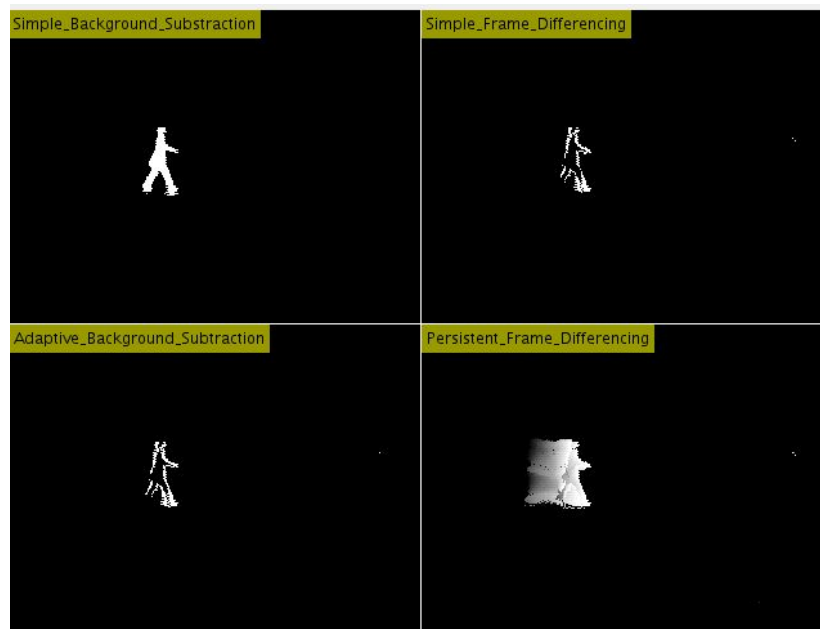 Simple_Background_Substraction
Simple_Frame_Differencing
Adaptive_Background_Subtraction
Persistent_Frame_Differencing